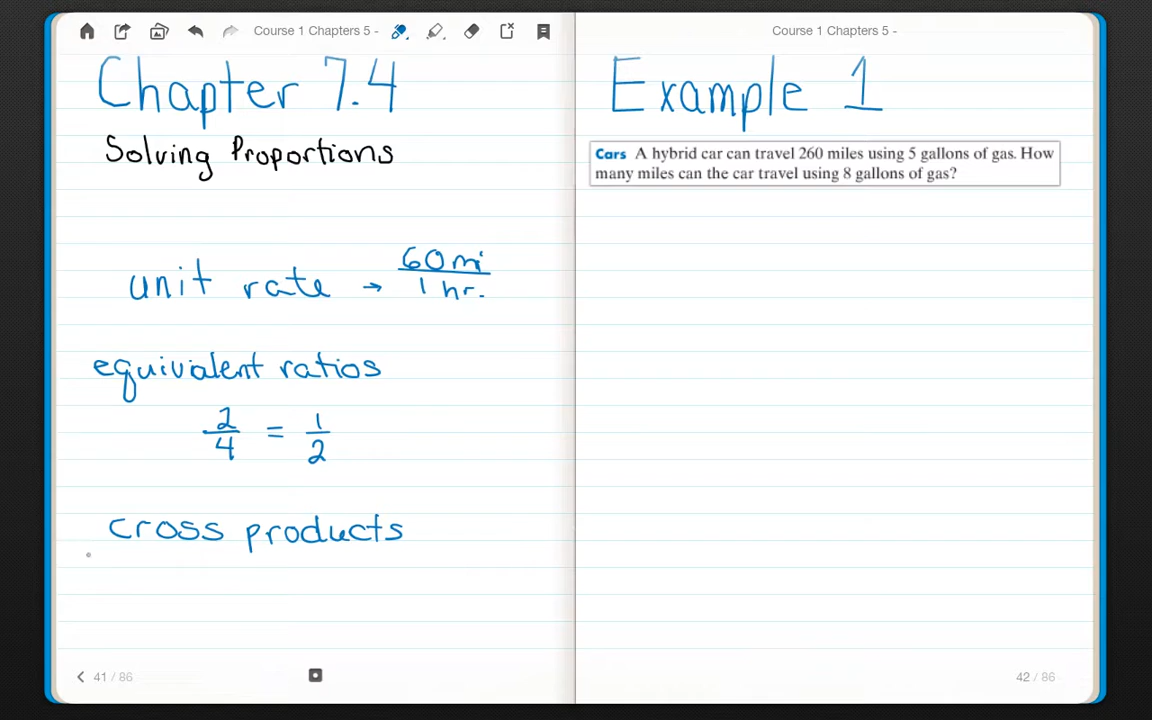 Course 1 Chapters 5 -
Chapter 7.4
Solving Proportions
unit rate → 60 mi
1 hr.
equivalent ratios
2/4 = 1/2
cross products
41 / 86
Course 1 Chapters 5 -
Example 1
Cars A hybrid car can travel 260 miles using 5 gallons of gas. How
many miles can the car travel using 8 gallons of gas?
42 / 86